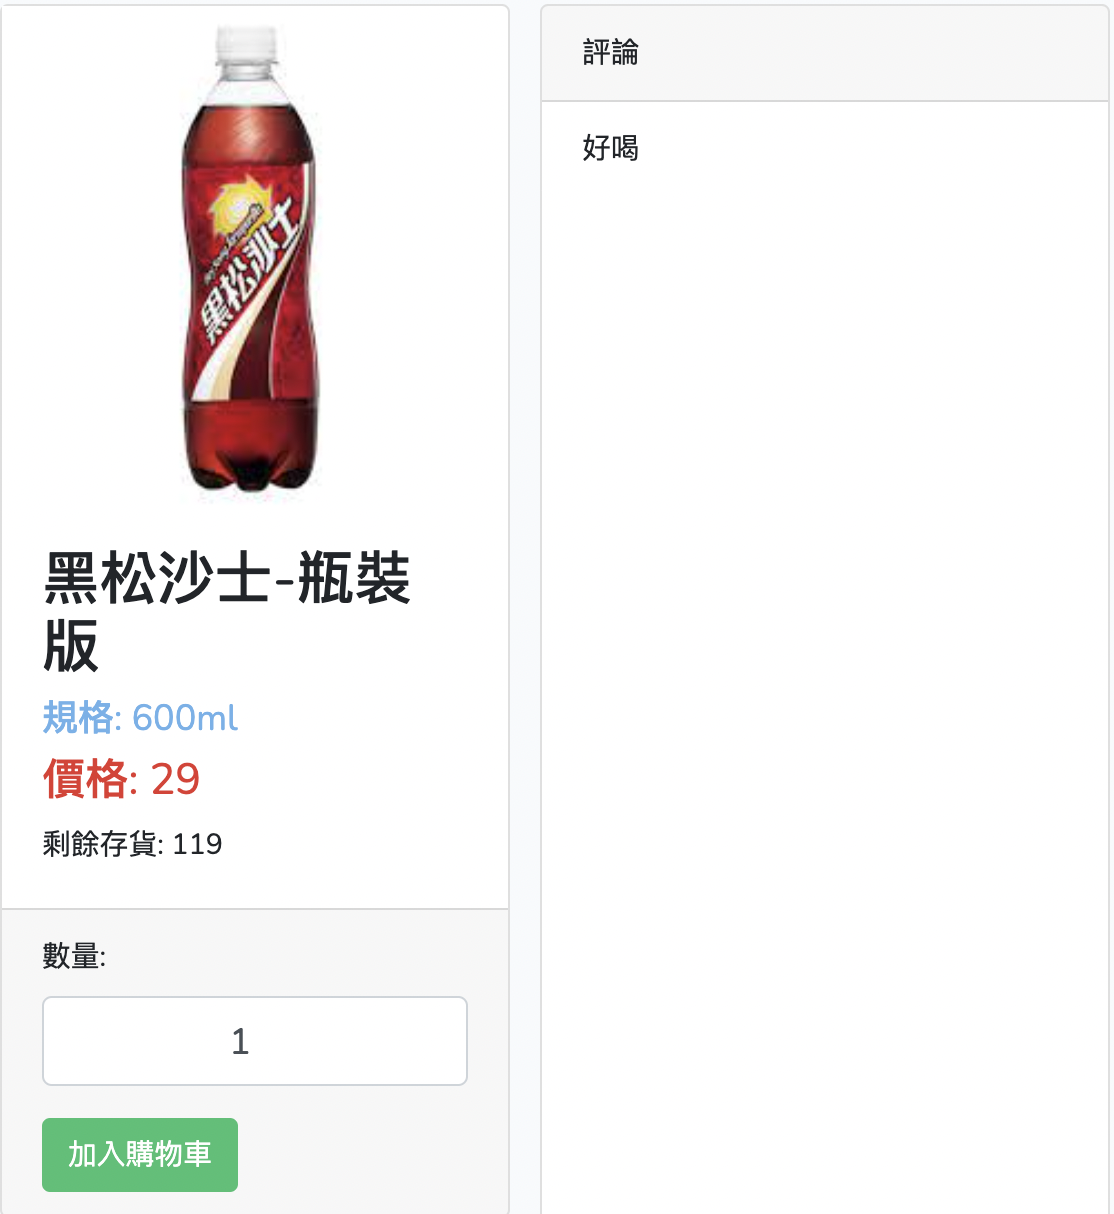 黑松沙士
黑松沙士-瓶裝
版
規格: 600ml
價格: 29
剩餘存貨: 119
數量:
1
加入購物車
評論
好喝